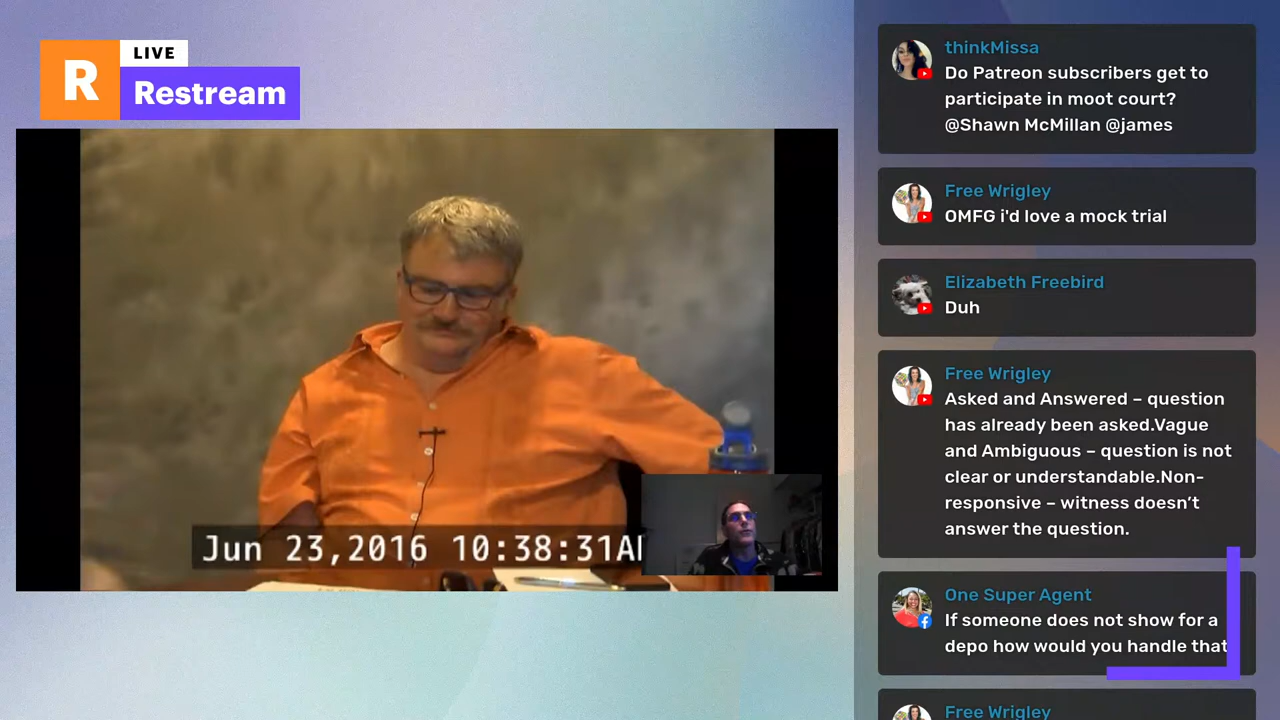 R
LIVE
Restream
Jun 23,2016 10:38:31A
thinkMissa
Do Patreon subscribers get to
participate in moot court?
@Shawn McMillan @james
Free Wrigley
OMFG i'd love a mock trial
Elizabeth Freebird
Duh
Free Wrigley
Asked and Answered – question
has already been asked.Vague
and Ambiguous – question is not
clear or understandable.Non-
responsive – witness doesn’t
answer the question.
One Super Agent
If someone does not show for a
depo how would you handle that
Free Wrigley